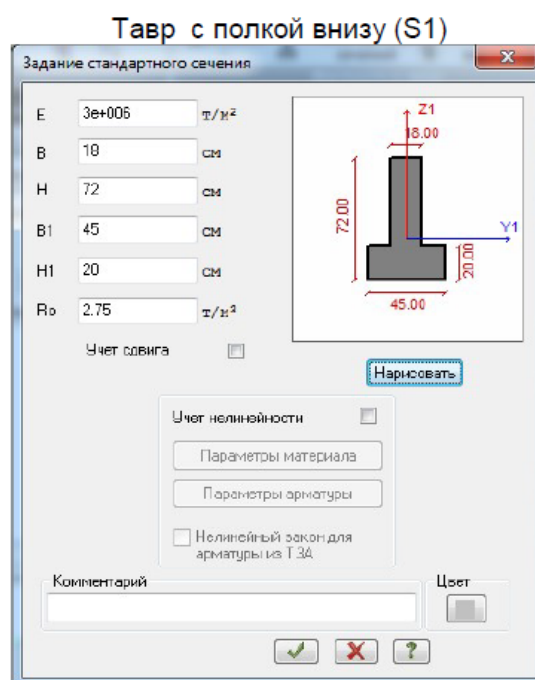 Тавр с полкой внизу (S1)
Задание стандартного сечения
E 3e+006 т/м²
B 18 см
H 72 см
B1 45 см
H1 20 см
Ro 2.75 т/м³
Учет сдвига
Z1
18.00
72.00
Y1
20.00
45.00
Нарисовать
Учет нелинейности
Параметры материала
Параметры арматуры
Нелинейный закон для
арматуры из ТЗА
Комментарий
Цвет
?